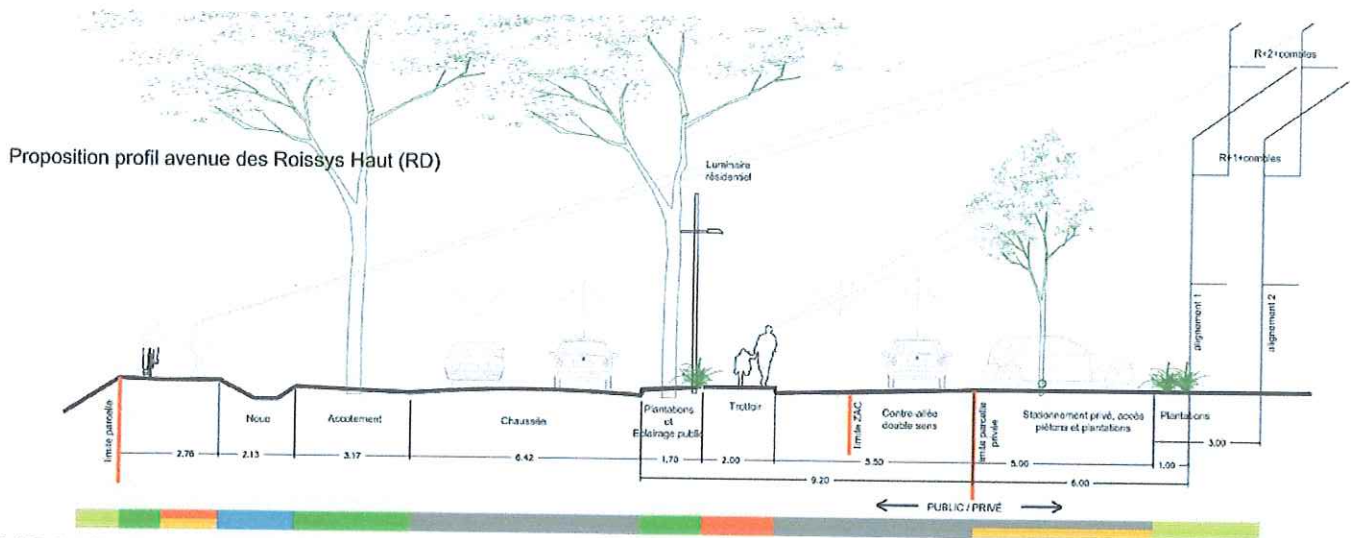 Proposition profil avenue des Roissys Haut (RD)
Luminaire
résidentiel
R+2+combles
R+1+combles
alignement 1
alignement 2
limite parcelle
Noue
Accotement
Chaussée
Plantations
et
Eclairage public
Trottoir
limite ZAC
Contre-allée
double sens
limite parcelle
privée
Stationnement privé, accès
piétons et plantations
Plantations
3.00
2.76
2.13
3.17
6.42
1.70
2.00
5.50
5.00
1.00
9.20
6.00
PUBLIC / PRIVÉ